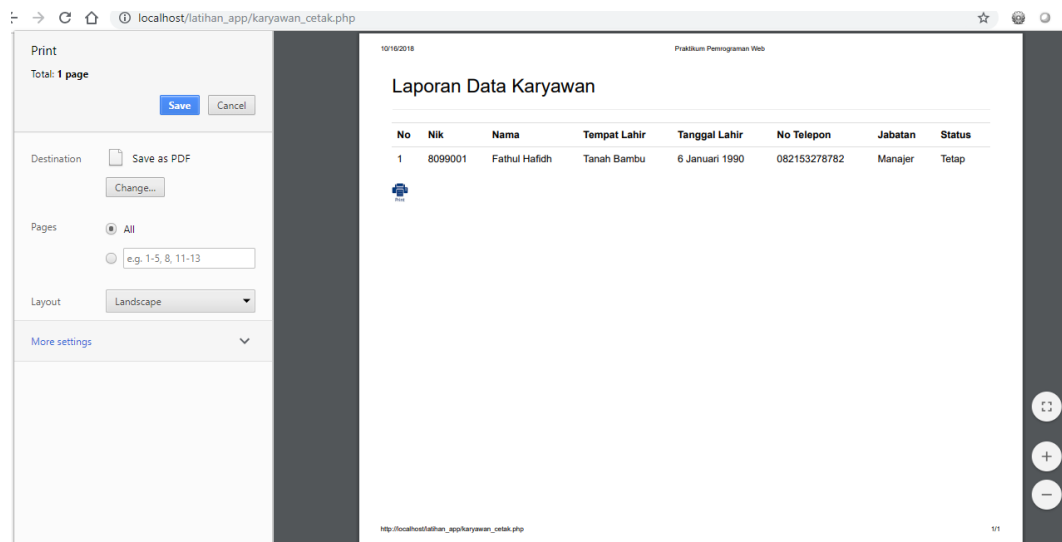 localhost/latihan_app/karyawan_cetak.php
Print
Total: 1 page
Save Cancel
Destination Save as PDF
Change...
Pages All
e.g. 1-5, 8, 11-13
Layout Landscape
More settings
10/16/2018 Praktikum Pemrograman Web
Laporan Data Karyawan
No Nik Nama Tempat Lahir Tanggal Lahir No Telepon Jabatan Status
1 8099001 Fathul Hafidh Tanah Bambu 6 Januari 1990 082153278782 Manajer Tetap
Print
http://localhost/latihan_app/karyawan_cetak.php 1/1